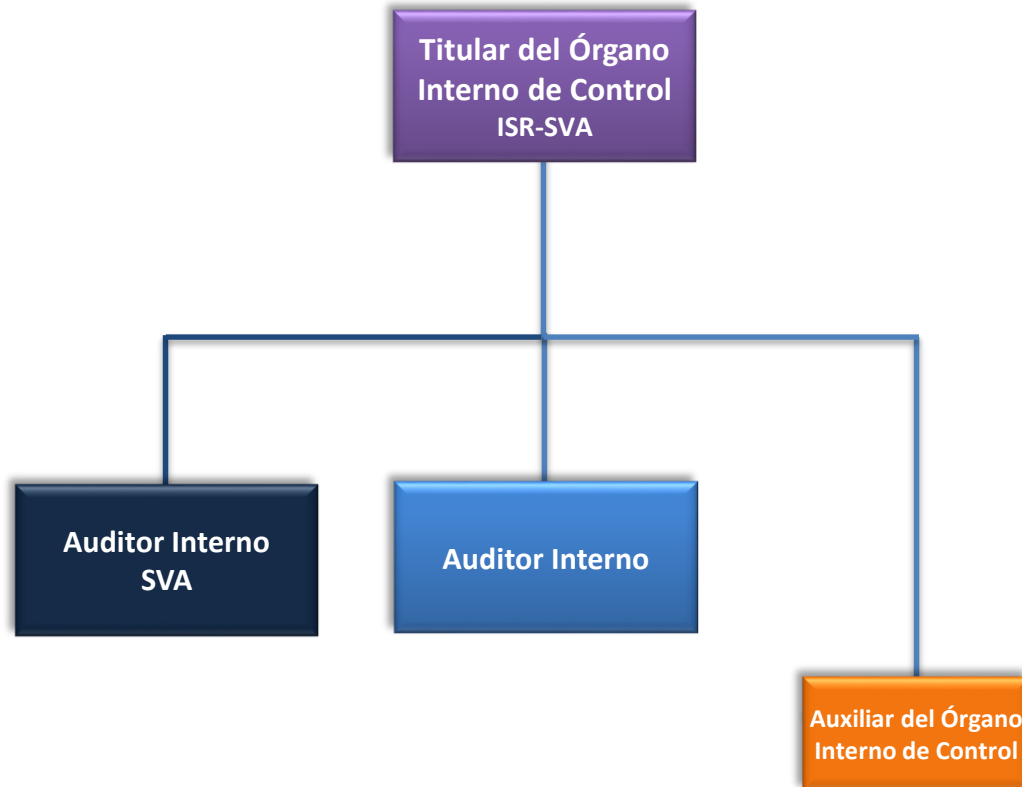 Titular del Órgano
Interno de Control
ISR-SVA
Auditor Interno
SVA
Auditor Interno
Auxiliar del Órgano
Interno de Control